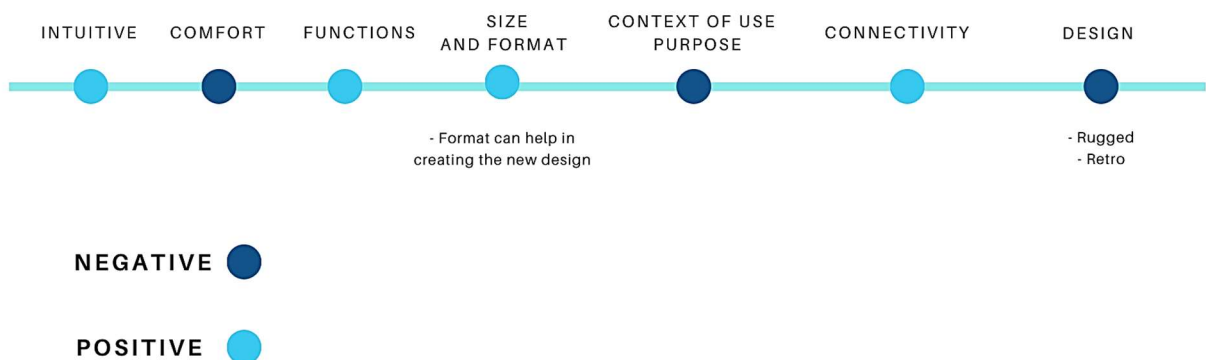 INTUITIVE
COMFORT
FUNCTIONS
SIZE
AND FORMAT
CONTEXT OF USE
PURPOSE
CONNECTIVITY
DESIGN
- Format can help in
creating the new design
- Rugged
- Retro
NEGATIVE
POSITIVE